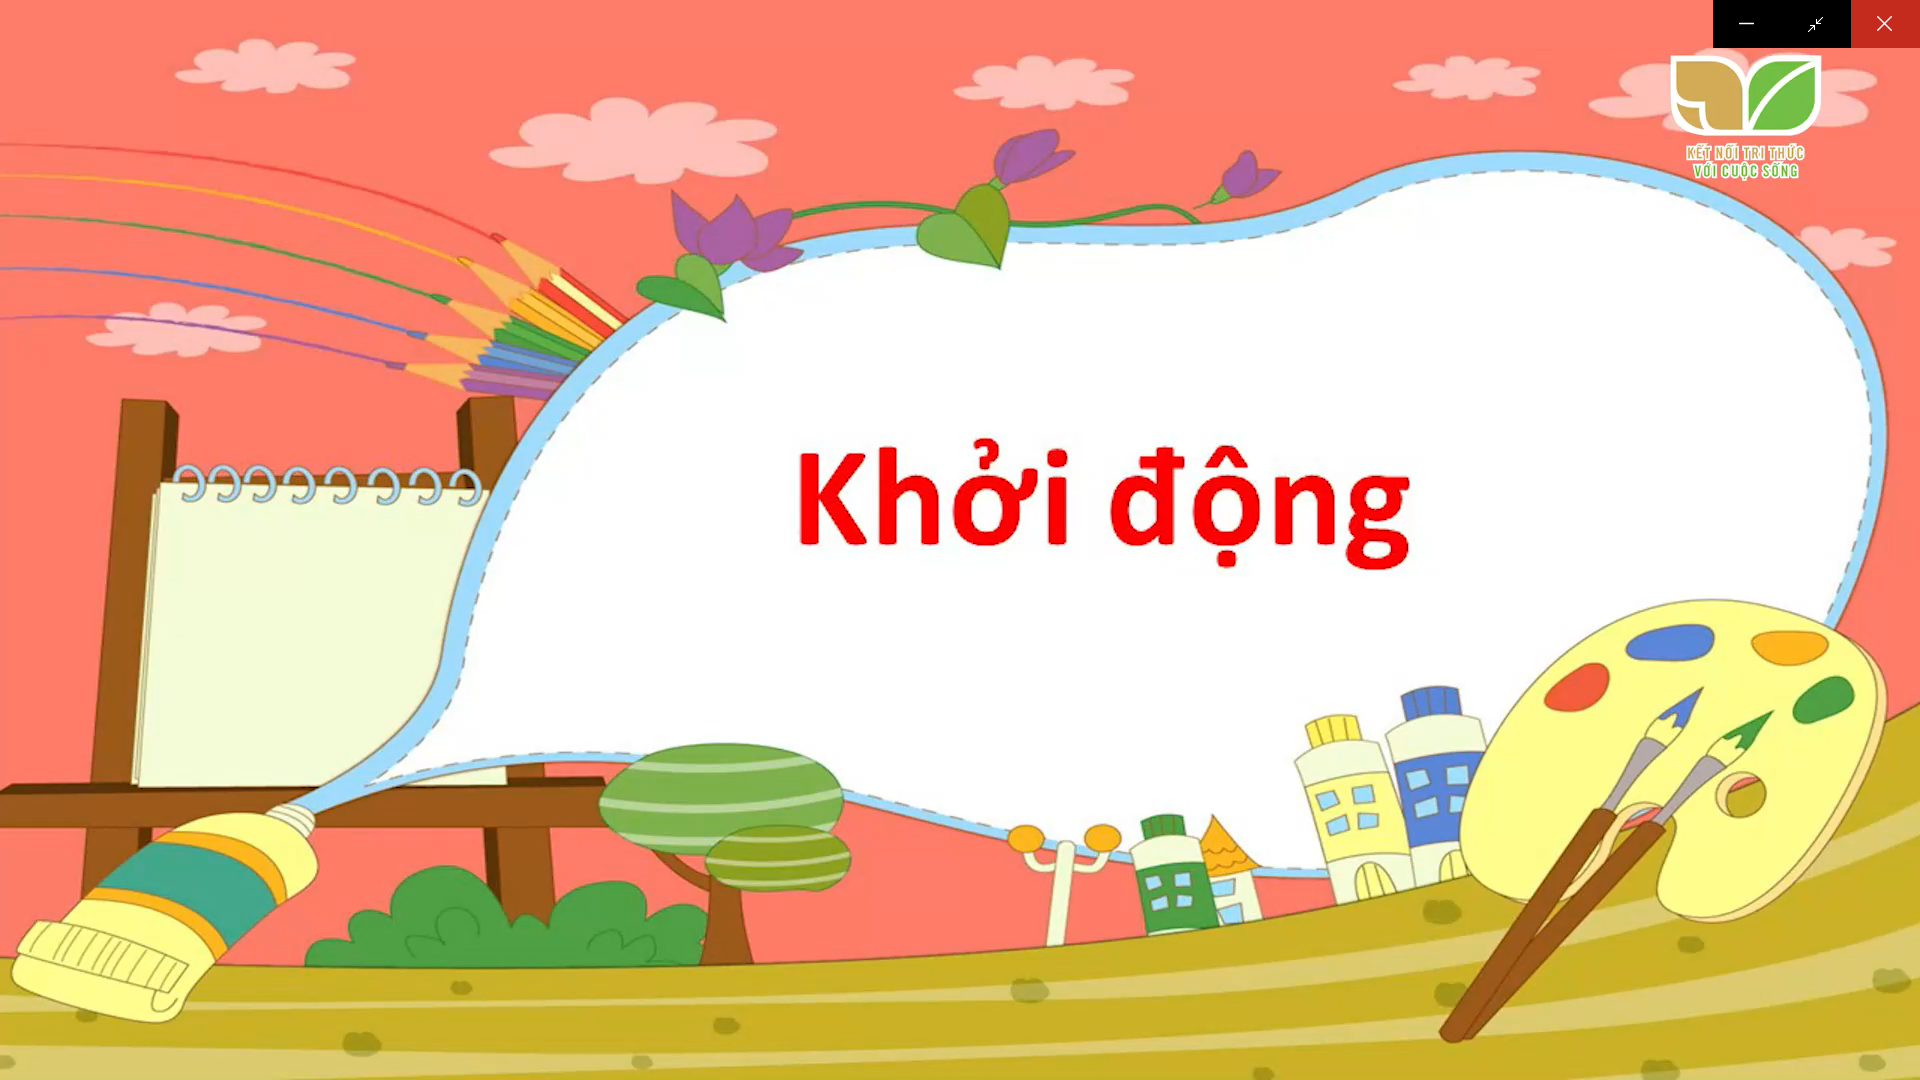 KẾT NỐI TRI THỨC
VỚI CUỘC SỐNG
Khởi động